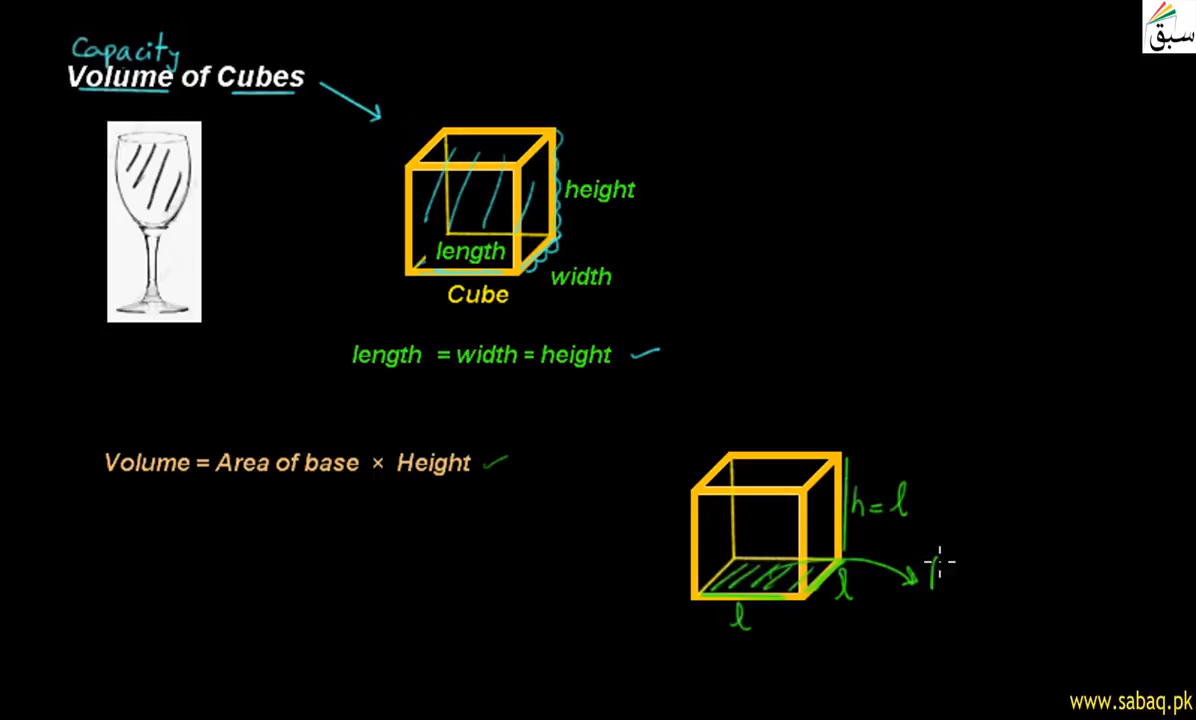 سبق
Capacity
Volume of Cubes
height
length
width
Cube
length = width = height
Volume = Area of base × Height
h = l
l
l
www.sabaq.pk